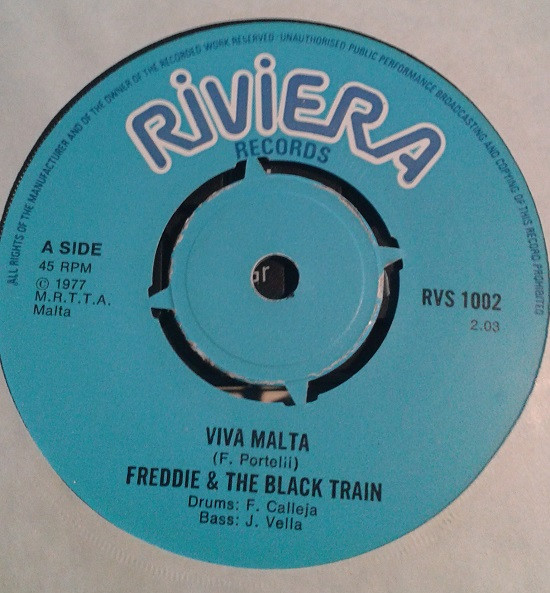 ALL RIGHTS OF THE MANUFACTURER AND OF THE OWNER OF THE RECORDED WORK RESERVED · UNAUTHORISED PUBLIC PERFORMANCE BROADCASTING AND COPYING OF THIS RECORD PROHIBITED
RiViERA
RECORDS
A SIDE
45 RPM
© 1977
M.R.T.T.A.
Malta
RVS 1002
2.03
VIVA MALTA
(F. Portelii)
FREDDIE & THE BLACK TRAIN
Drums: F. Calleja
Bass: J. Vella